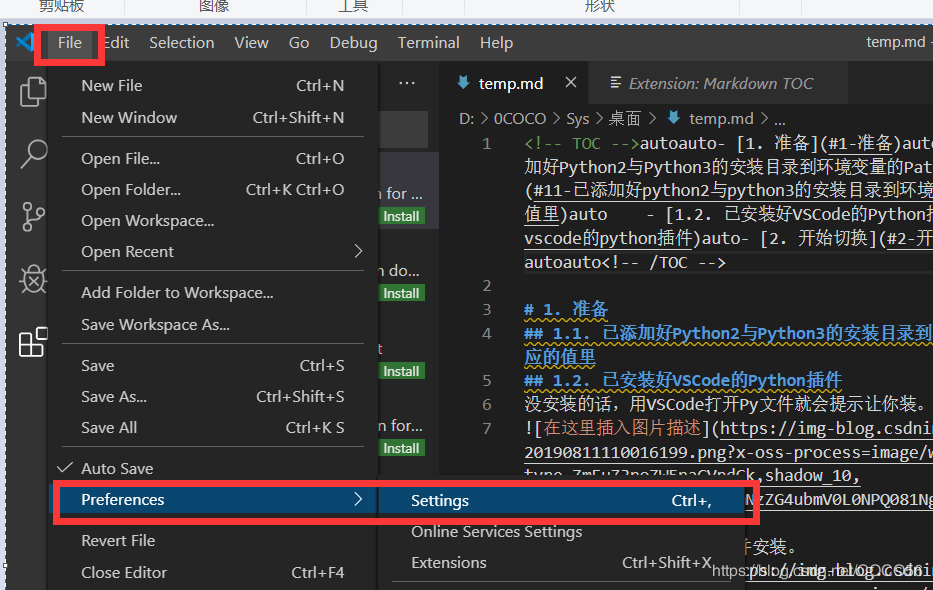 剪贴板 图像 工具 形状
File Edit Selection View Go Debug Terminal Help temp.md -
New File Ctrl+N
New Window Ctrl+Shift+N
Open File... Ctrl+O
Open Folder... Ctrl+K Ctrl+O
Open Workspace...
Open Recent
Add Folder to Workspace...
Save Workspace As...
Save Ctrl+S
Save As... Ctrl+Shift+S
Save All Ctrl+K S
Auto Save
Preferences
Revert File
Close Editor Ctrl+F4
Settings Ctrl+,
Online Services Settings
Extensions Ctrl+Shift+X
...
n for ...
Install
n do...
Install
t
Install
n for...
Install
temp.md Extension: Markdown TOC
D: > 0COCO > Sys > 桌面 > temp.md > ...
1 <!-- TOC -->autoauto- [1. 准备](#1-准备)auto
加好Python2与Python3的安装目录到环境变量的Pat
(#11-已添加好python2与python3的安装目录到环境
值里)auto - [1.2. 已安装好VSCode的Python
vscode的python插件)auto- [2. 开始切换](#2-开
autoauto<!-- /TOC -->
2
3 # 1. 准备
4 ## 1.1. 已添加好Python2与Python3的安装目录到
应的值里
5 ## 1.2. 已安装好VSCode的Python插件
6 没安装的话，用VSCode打开Py文件就会提示让你装。
7 ![在这里插入图片描述](https://img-blog.csdni
20190811110016199.png?x-oss-process=image/w
shadow_10,
NzZG4ubmV0L0NPQ081Ng
件安装。